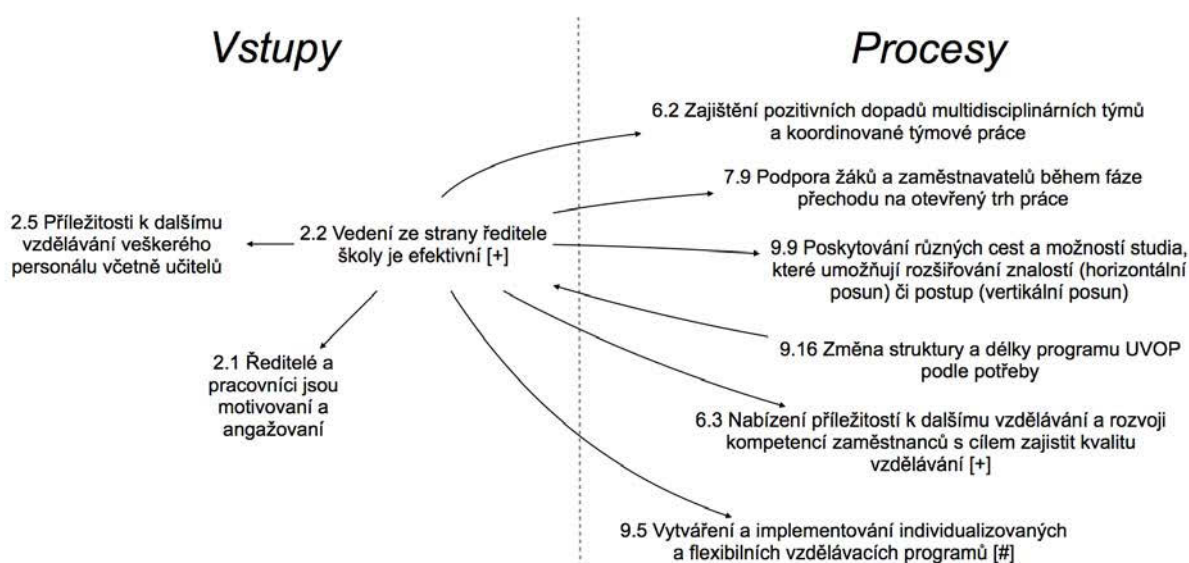 Vstupy
Procesy
6.2 Zajištění pozitivních dopadů multidisciplinárních týmů
a koordinované týmové práce
7.9 Podpora žáků a zaměstnavatelů během fáze
přechodu na otevřený trh práce
2.5 Příležitosti k dalšímu
vzdělávání veškerého
personálu včetně učitelů
2.2 Vedení ze strany ředitele
školy je efektivní [+]
9.9 Poskytování různých cest a možností studia,
které umožňují rozšiřování znalostí (horizontální
posun) či postup (vertikální posun)
9.16 Změna struktury a délky programu UVOP
podle potřeby
2.1 Ředitelé a
pracovníci jsou
motivovaní a
angažovaní
6.3 Nabízení příležitostí k dalšímu vzdělávání a rozvoji
kompetencí zaměstnanců s cílem zajistit kvalitu
vzdělávání [+]
9.5 Vytváření a implementování individualizovaných
a flexibilních vzdělávacích programů [#]